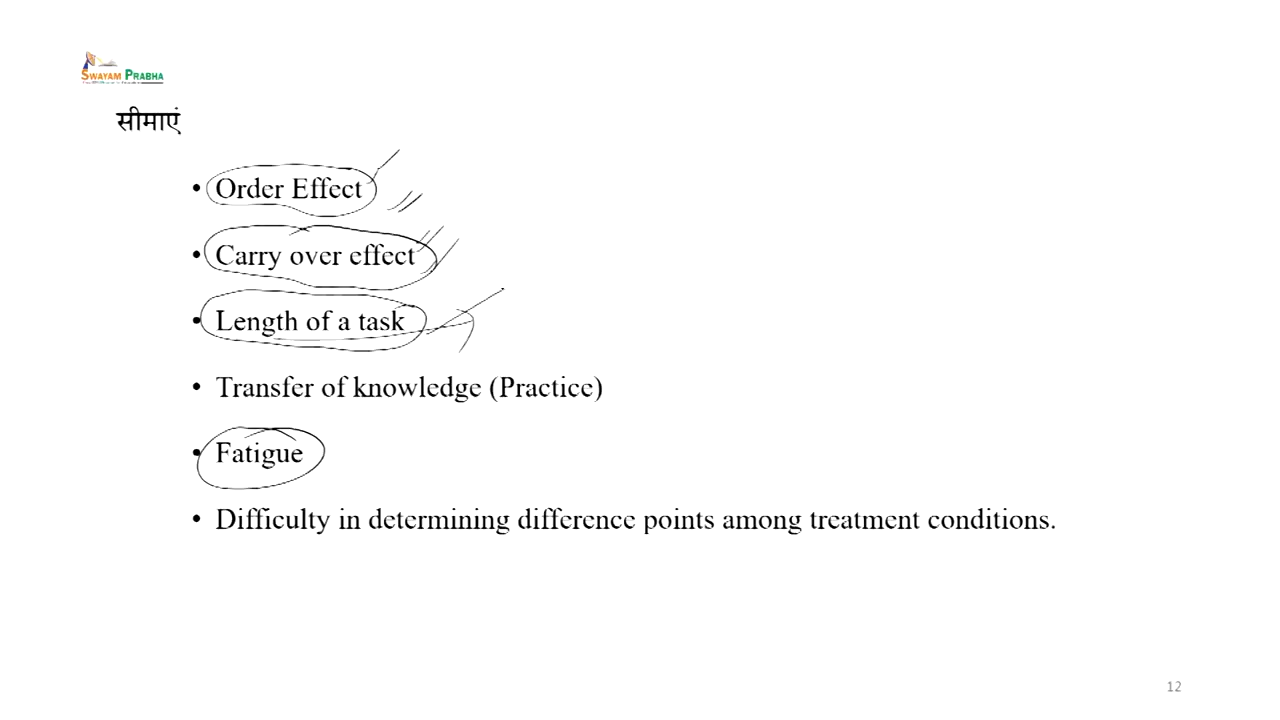 SWAYAM PRABHA
सीमाएं
• Order Effect
• Carry over effect
• Length of a task
• Transfer of knowledge (Practice)
• Fatigue
• Difficulty in determining difference points among treatment conditions.
12